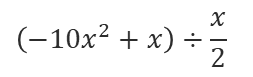 (−10x² + x) ÷ x/2